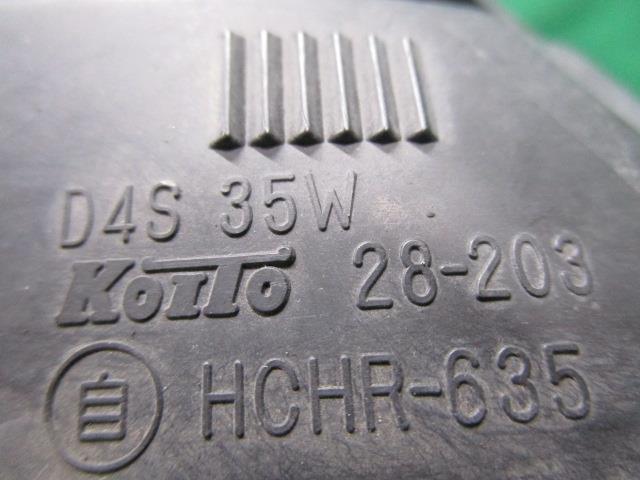 D4S 35W
KoITo 28-203
自 HCHR-635